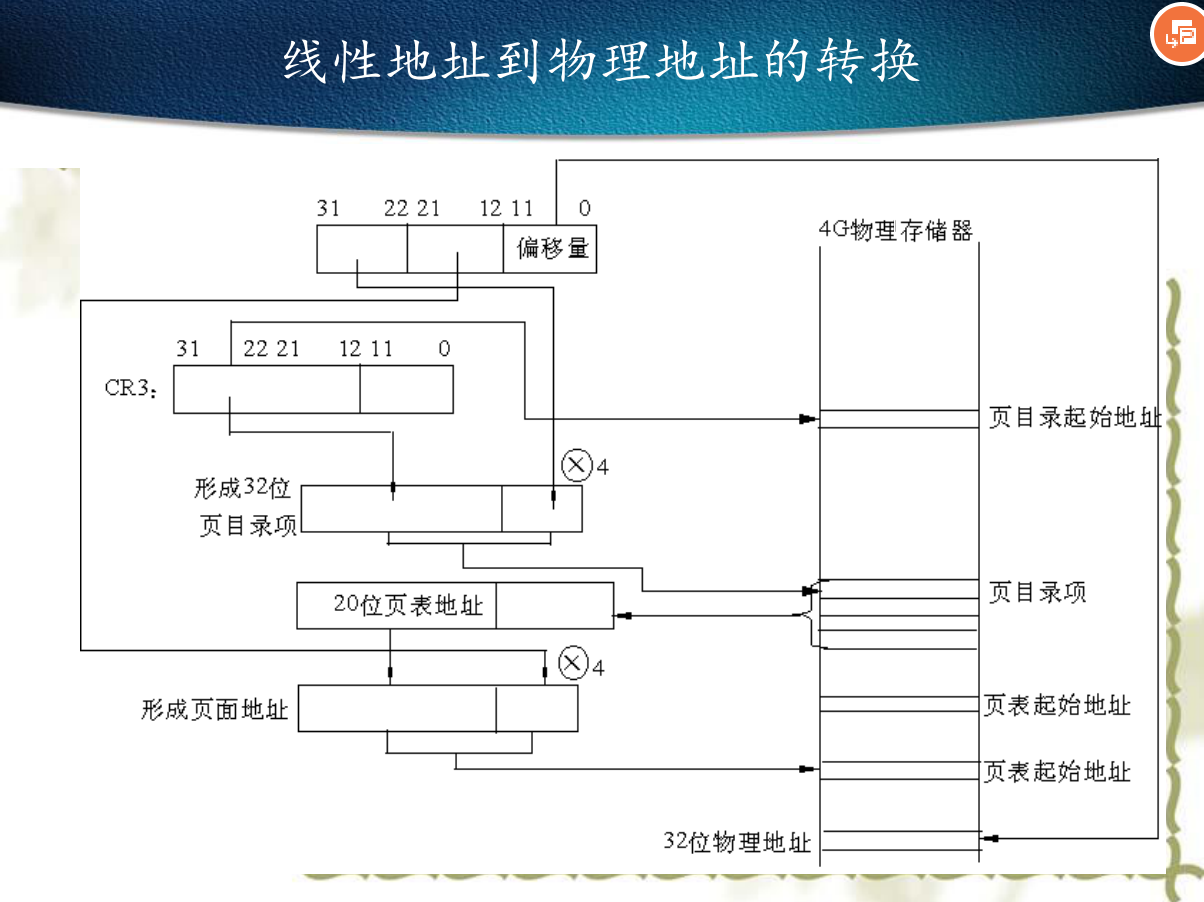 线性地址到物理地址的转换
31 22 21 12 11 0
偏移量
4G物理存储器
31 22 21 12 11 0
CR3：
页目录起始地址
×4
形成32位
页目录项
页目录项
20位页表地址
×4
形成页面地址
页表起始地址
页表起始地址
32位物理地址